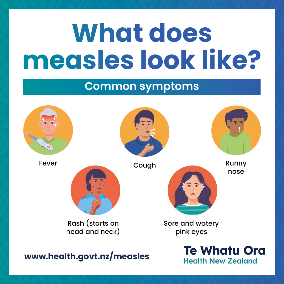 What does
measles look like?
Common symptoms
Fever
Cough
Runny
nose
Rash (starts on
head and neck)
Sore and watery
pink eyes
www.health.govt.nz/measles
Te Whatu Ora
Health New Zealand